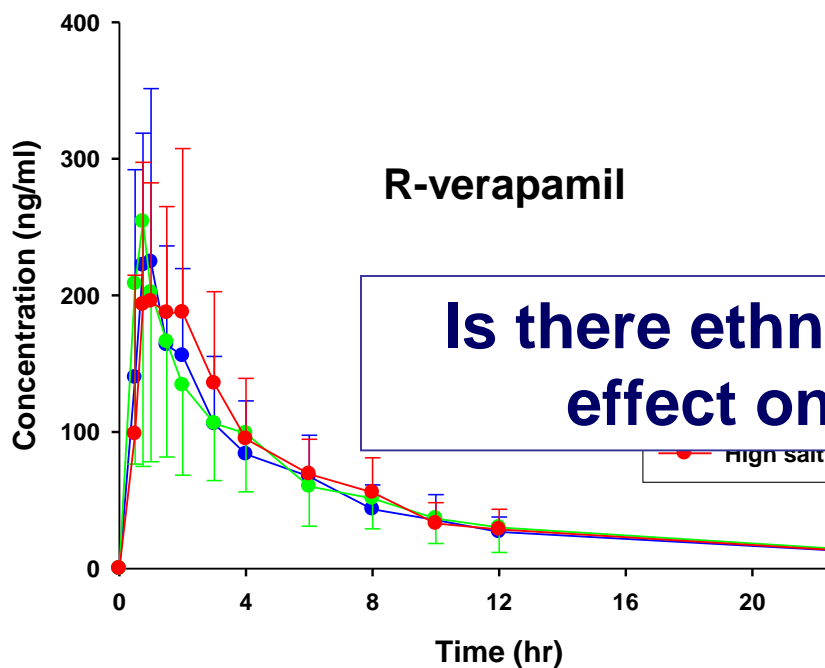 400
300
200
100
0
Concentration (ng/ml)
R-verapamil
Is there ethn
effect on
High salt
0 4 8 12 16 20
Time (hr)